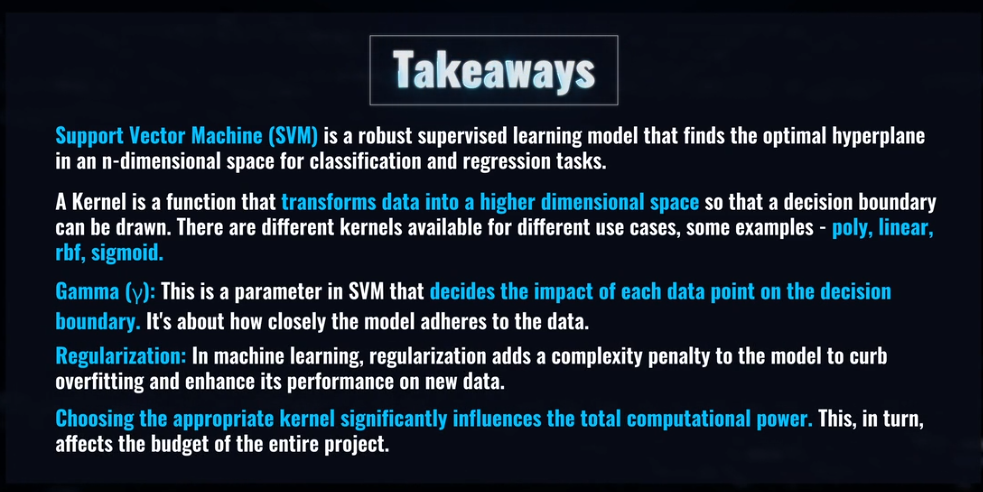 Takeaways
Support Vector Machine (SVM) is a robust supervised learning model that finds the optimal hyperplane
in an n-dimensional space for classification and regression tasks.
A Kernel is a function that transforms data into a higher dimensional space so that a decision boundary
can be drawn. There are different kernels available for different use cases, some examples - poly, linear,
rbf, sigmoid.
Gamma (γ): This is a parameter in SVM that decides the impact of each data point on the decision
boundary. It's about how closely the model adheres to the data.
Regularization: In machine learning, regularization adds a complexity penalty to the model to curb
overfitting and enhance its performance on new data.
Choosing the appropriate kernel significantly influences the total computational power. This, in turn,
affects the budget of the entire project.